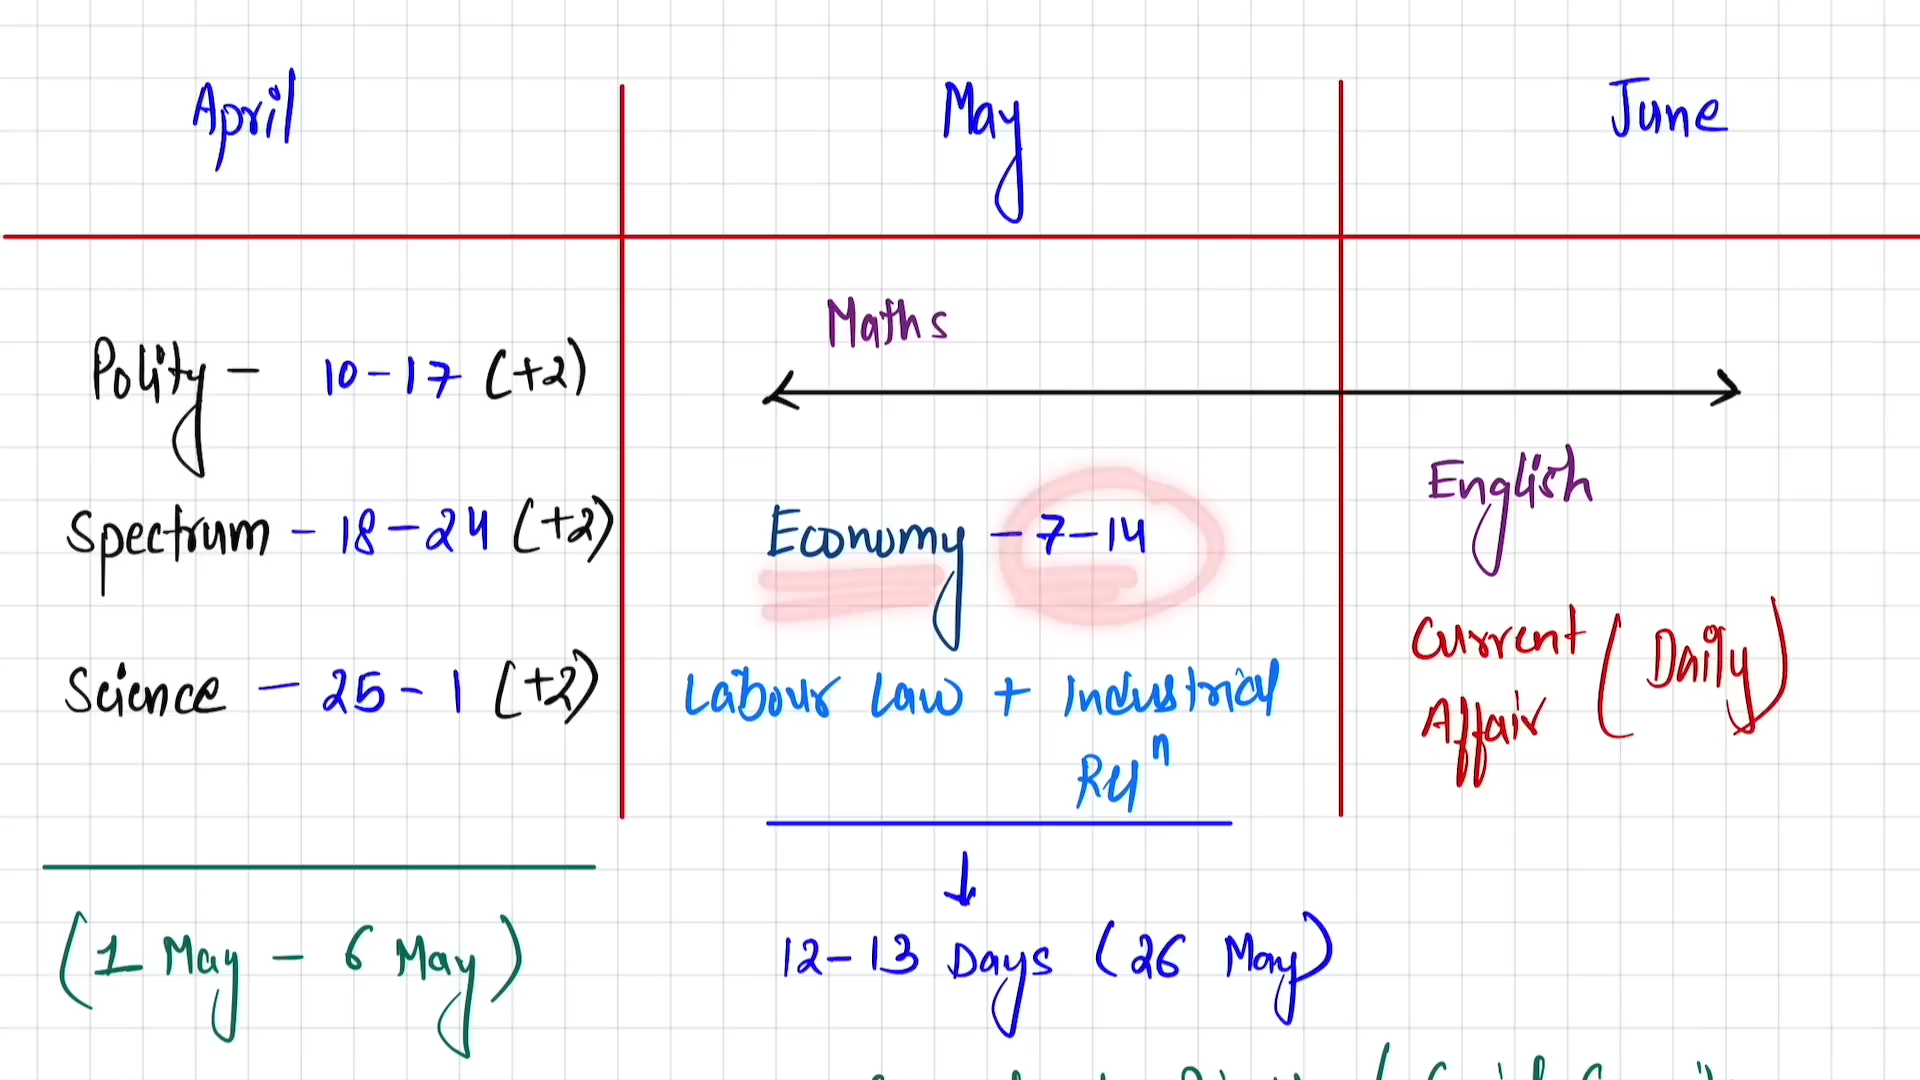 April May June
Maths
Polity - 10-17 (+2)
English
Spectrum - 18-24 (+2)
Economy - 7-14
Current Affair (Daily)
Science - 25-1 (+2)
Labour Law + Industrial
Relⁿ
(1 May - 6 May)
12-13 Days (26 May)